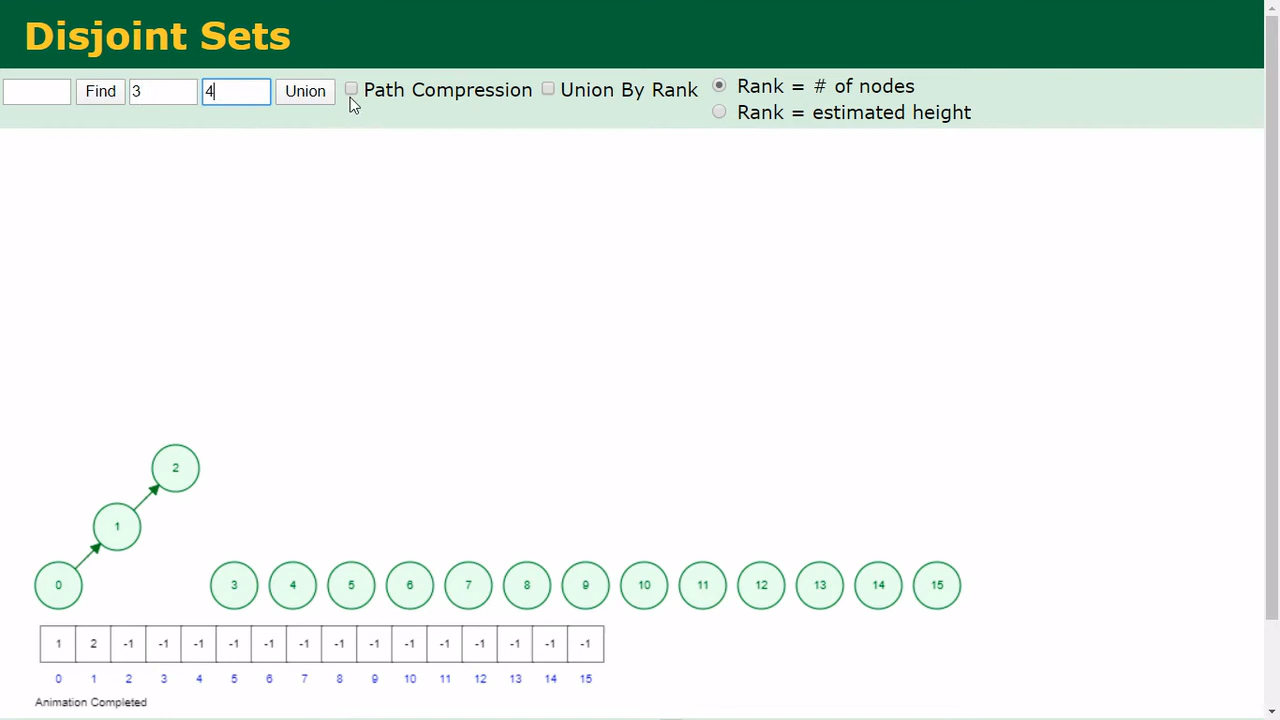 Disjoint Sets
Find 3 4 Union Path Compression Union By Rank Rank = # of nodes
Rank = estimated height
2
1
0 3 4 5 6 7 8 9 10 11 12 13 14 15
1 2 -1 -1 -1 -1 -1 -1 -1 -1 -1 -1 -1 -1 -1 -1
0 1 2 3 4 5 6 7 8 9 10 11 12 13 14 15
Animation Completed